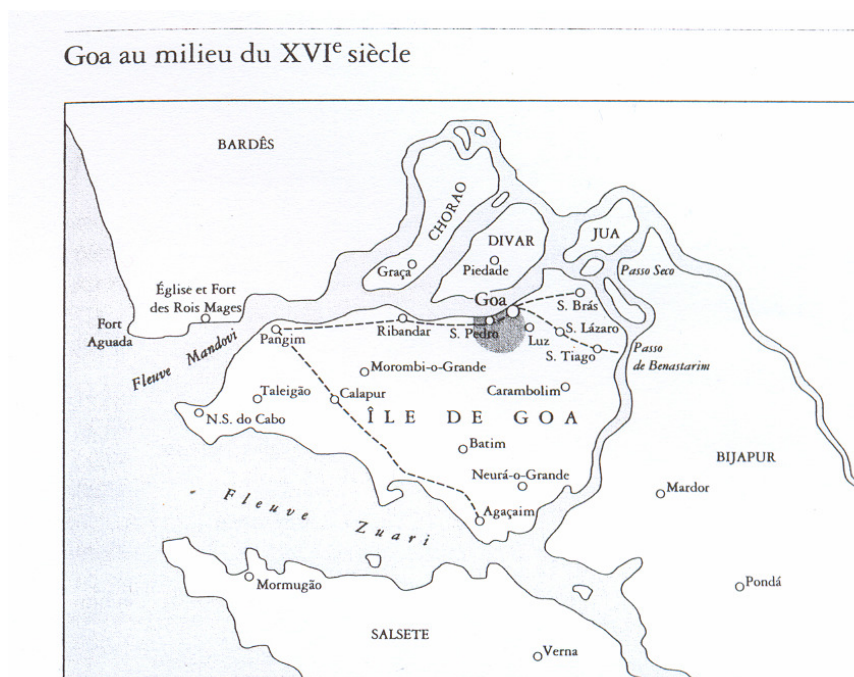 Goa au milieu du XVIe siècle
BARDÊS
CHORAO
DIVAR
JUA
Graça
Piedade
Passo Seco
Église et Fort
des Rois Mages
Goa
S. Brás
Fort
Aguada
Fleuve Mandovi
Pangim
Ribandar
S. Pedro
Luz
S. Lázaro
S. Tiago
Passo
de Benastarim
Morombi-o-Grande
Taleigão
Calapur
Carambolim
N.S. do Cabo
ÎLE DE GOA
Batim
BIJAPUR
Neurá-o-Grande
Mardor
Fleuve Zuari
Agaçaim
Mormugão
Pondá
SALSETE
Verna